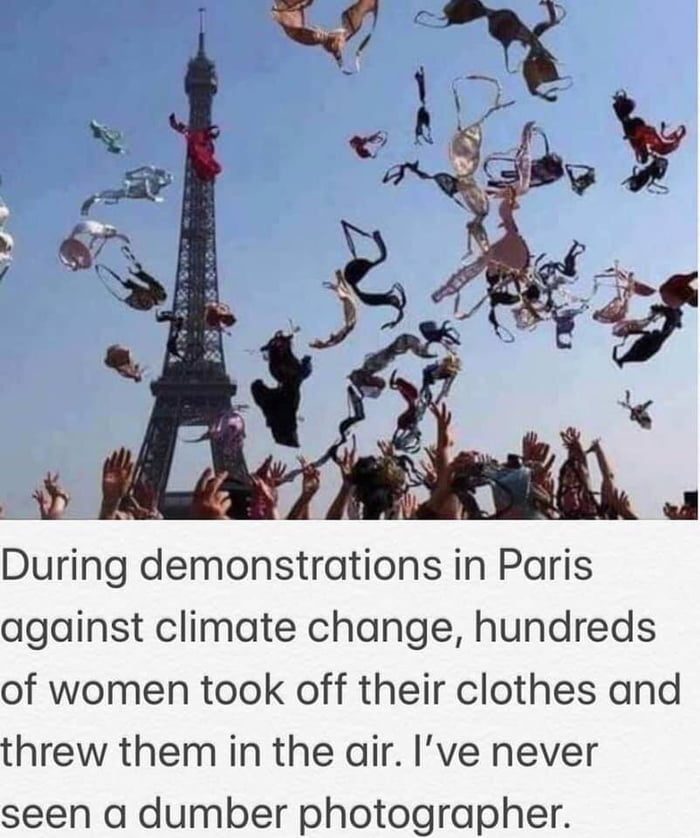 During demonstrations in Paris
against climate change, hundreds
of women took off their clothes and
threw them in the air. I've never
seen a dumber photographer.